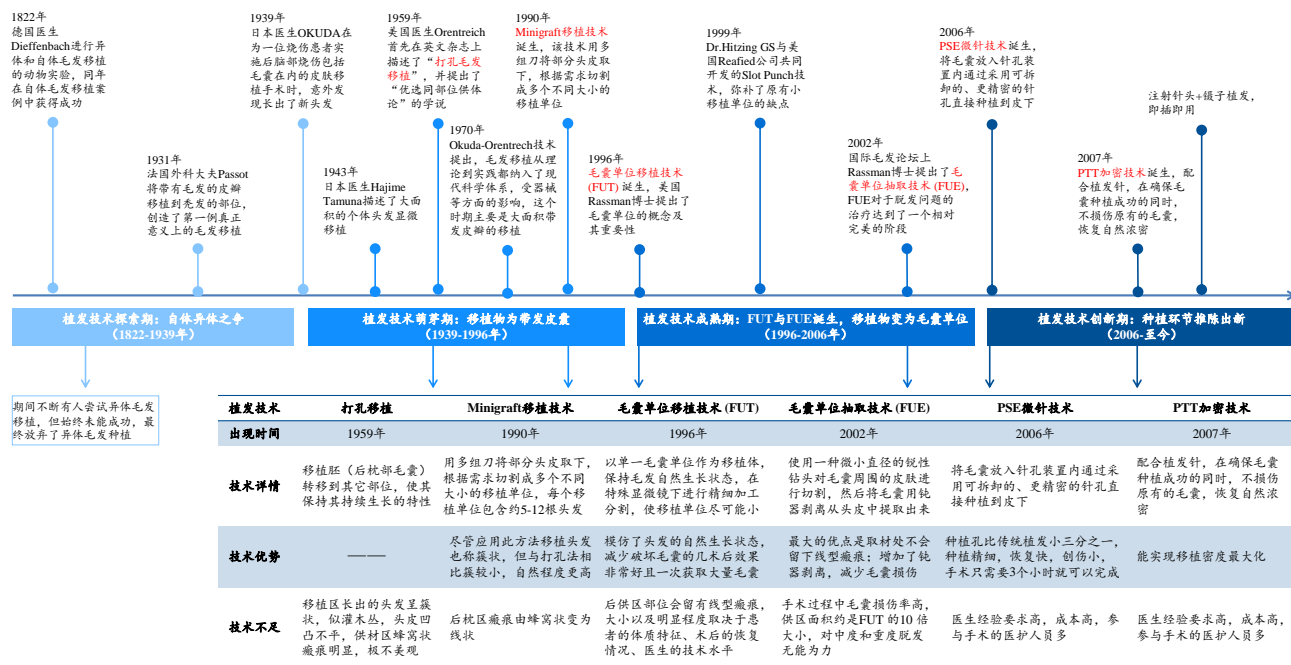 1822年
德国医生
Dieffenbach进行异
体和自体毛发移植
的动物实验，同年
在自体毛发移植案
例中获得成功
1931年
法国外科大夫Passot
将带有毛发的皮瓣
移植到秃发的部位，
创造了第一例真正
意义上的毛发移植
1939年
日本医生OKUDA在
为一位烧伤患者实
施后脑部烧伤包括
毛囊在内的皮肤移
植手术时，意外发
现长出了新头发
1943年
日本医生Hajime
Tamuna描述了大面
积的个体头发显微
移植
1959年
美国医生Orentreich
首先在英文杂志上
描述了“打孔毛发
移植”，并提出了
“优选同部位供体
论”的学说
1970年
Okuda-Orentrech技术
提出，毛发移植从理
论到实践都纳入了现
代科学体系，受器械
等方面的影响，这个
时期主要是大面积带
发皮瓣的移植
1990年
Minigraft移植技术
诞生，该技术用多
组刀将部分头皮取
下，根据需求切割
成多个不同大小的
移植单位
1996年
毛囊单位移植技术
(FUT) 诞生，美国
Rassman博士提出了
毛囊单位的概念及
其重要性
1999年
Dr.Hitzing GS与美
国Reafied公司共同
开发的Slot Punch技
术，弥补了原有小
移植单位的缺点
2002年
国际毛发论坛上
Rassman博士提出了毛
囊单位抽取技术 (FUE),
FUE对于脱发问题的
治疗达到了一个相对
完美的阶段
2006年
PSE微针技术诞生，
将毛囊放入针孔装
置内通过采用可拆
卸的、更精密的针
孔直接种植到皮下
2007年
PTT加密技术诞生，配
合植发针，在确保毛
囊种植成功的同时，
不损伤原有的毛囊，
恢复自然浓密
注射针头+镊子植发，
即插即用
植发技术探索期：自体异体之争
（1822-1939年）
植发技术萌芽期：移植物为带发皮囊
（1939-1996年）
植发技术成熟期：FUT与FUE诞生，移植物变为毛囊单位
（1996-2006年）
植发技术创新期：种植环节推陈出新
（2006-至今）
期间不断有人尝试异体毛发
移植，但始终未能成功，最
终放弃了异体毛发种植
植发技术 打孔移植 Minigraft移植技术 毛囊单位移植技术 (FUT) 毛囊单位抽取技术 (FUE) PSE微针技术 PTT加密技术
出现时间 1959年 1990年 1996年 2002年 2006年 2007年
技术详情
移植胚（后枕部毛囊）
转移到其它部位，使其
保持其持续生长的特性
用多组刀将部分头皮取下，
根据需求切割成多个不同
大小的移植单位，每个移
植单位包含约5-12根头发
以单一毛囊单位作为移植体，
保持毛发自然生长状态，在
特殊显微镜下进行精细加工
分割，使移植单位尽可能小
使用一种微小直径的锐性
钻头对毛囊周围的皮肤进
行切割，然后将毛囊用钝
器剥离从头皮中提取出来
将毛囊放入针孔装置内通过采
用可拆卸的、更精密的针孔直
接种植到皮下
配合植发针，在确保毛囊
种植成功的同时，不损伤
原有的毛囊，恢复自然浓
密
技术优势
——
尽管应用此方法移植头发
也称簇状，但与打孔法相
比簇较小，自然程度更高
模仿了头发的自然生长状态，
减少破坏毛囊的几术后效果
非常好且一次获取大量毛囊
最大的优点是取材处不会
留下线型瘢痕；增加了钝
器剥离，减少毛囊损伤
种植孔比传统植发小三分之一，
种植精细，恢复快，创伤小，
手术只需要3个小时就可以完成
能实现移植密度最大化
技术不足
移植区长出的头发呈簇
状，似灌木丛，头皮凹
凸不平，供材区蜂窝状
瘢痕明显，极不美观
后枕区瘢痕由蜂窝状变为
线状
后供区部位会留有线型瘢痕，
大小以及明显程度取决于患
者的体质特征、术后的恢复
情况、医生的技术水平
手术过程中毛囊损伤率高，
供区面积约是FUT 的10 倍
大小，对中度和重度脱发
无能为力
医生经验要求高，成本高，参
与手术的医护人员多
医生经验要求高，成本高，
参与手术的医护人员多